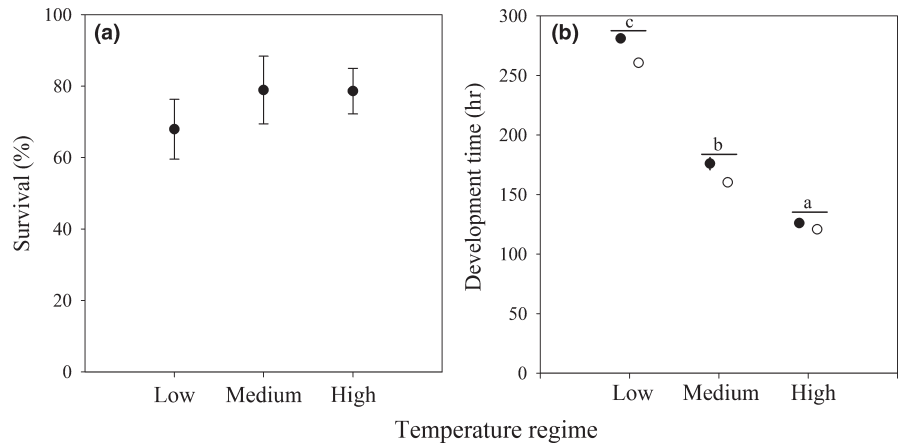 (a)
Survival (%)
100
80
60
40
20
0
Low Medium High
(b)
Development time (hr)
300
250
200
150
100
50
0
c
b
a
Low Medium High
Temperature regime